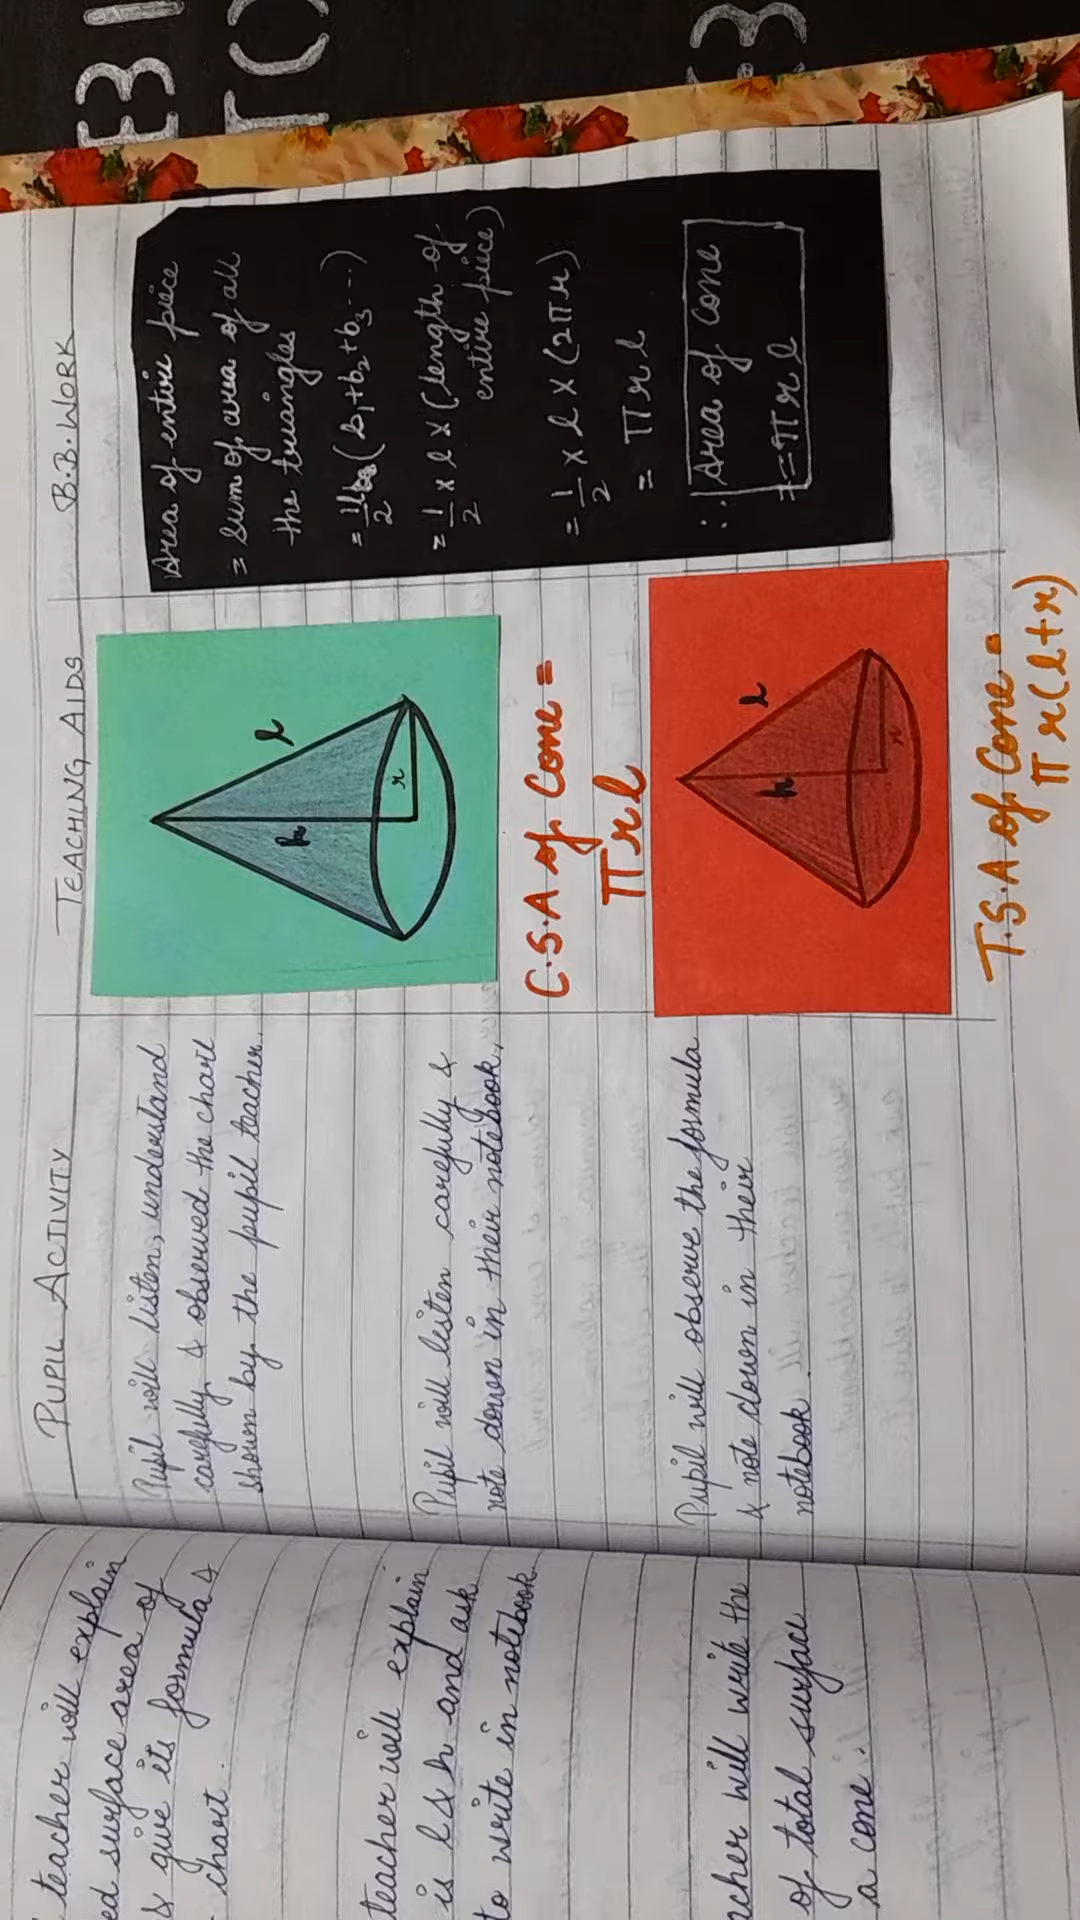 teacher will explain
ed surface area of
& give its formula &
chart.
teacher will explain
is l & h and ask
to write in notebook
cher will write the
of total surface
a cone.
PUPIL ACTIVITY
Pupil will listen, understand
carefully & observed the chart
shown by the pupil teacher.
Pupil will listen carefully &
note down in their notebook.
Pupil will observe the formula
& note down in their
notebook.
TEACHING AIDS
h
l
r
C.S.A of Cone =
πrl
h
l
r
T.S.A of Cone =
πr(l+r)
B.B.WORK
Area of entire piece
= Sum of area of all
the triangles
= 1/2 (b1+b2+b3...)
= 1/2 x l x (length of
entire piece)
= 1/2 x l x (2πr)
= πrl
∴ Area of cone
= πrl